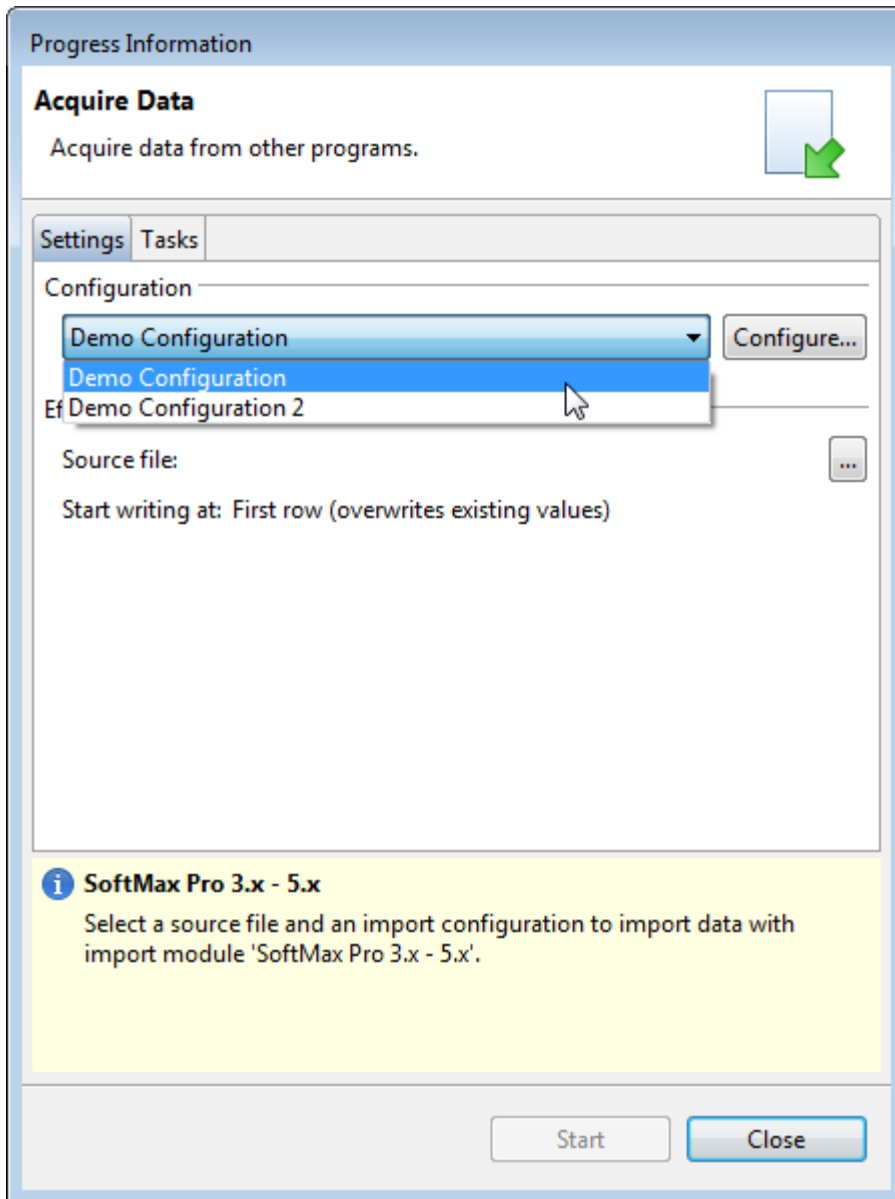 Progress Information
Acquire Data
Acquire data from other programs.
Settings Tasks
Configuration
Demo Configuration Configure...
Demo Configuration
Demo Configuration 2
Source file: ...
Start writing at: First row (overwrites existing values)
SoftMax Pro 3.x - 5.x
Select a source file and an import configuration to import data with
import module 'SoftMax Pro 3.x - 5.x'.
Start Close